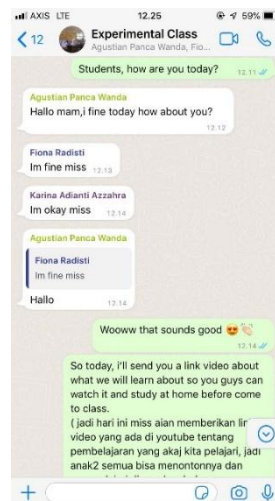 AXIS LTE 12.25 59%
12 Experimental Class
Agustian Panca Wanda, Fio...
Students, how are you today? 12.11
Agustian Panca Wanda
Hallo mam,i fine today how about you?
12.12
Fiona Radisti
Im fine miss 12.13
Karina Adianti Azzahra
Im okay miss 12.14
Agustian Panca Wanda
Fiona Radisti
Im fine miss
Hallo 12.14
Wooww that sounds good 😍👏🏻
12.14
So today, i'll send you a link video about
what we will learn about so you guys can
watch it and study at home before come
to class.
( jadi hari ini miss aian memberikan lin
video yang ada di youtube tentang
pembelajaran yang akaj kita pelajari, jadi
anak2 semua bisa menontonnya dan